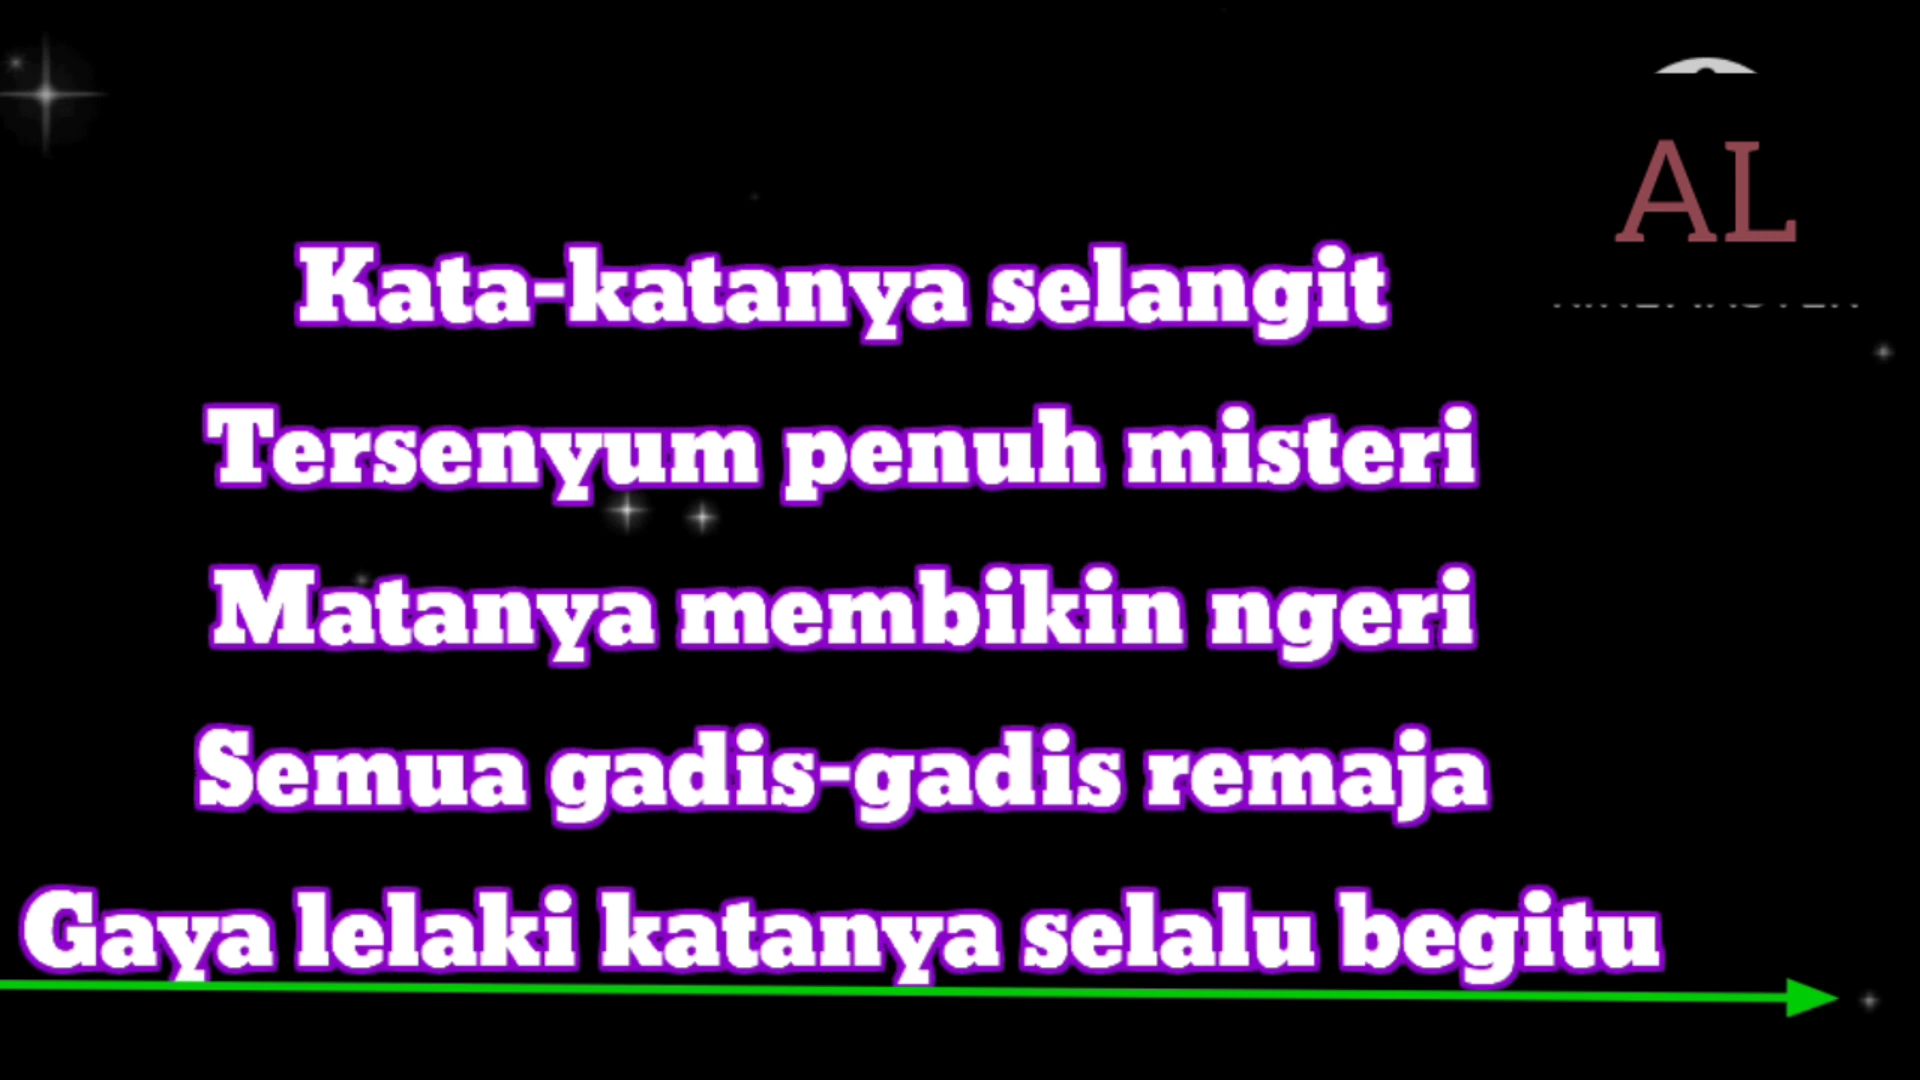 AL
Kata-katanya selangit
Tersenyum penuh misteri
Matanya membikin ngeri
Semua gadis-gadis remaja
Gaya lelaki katanya selalu begitu